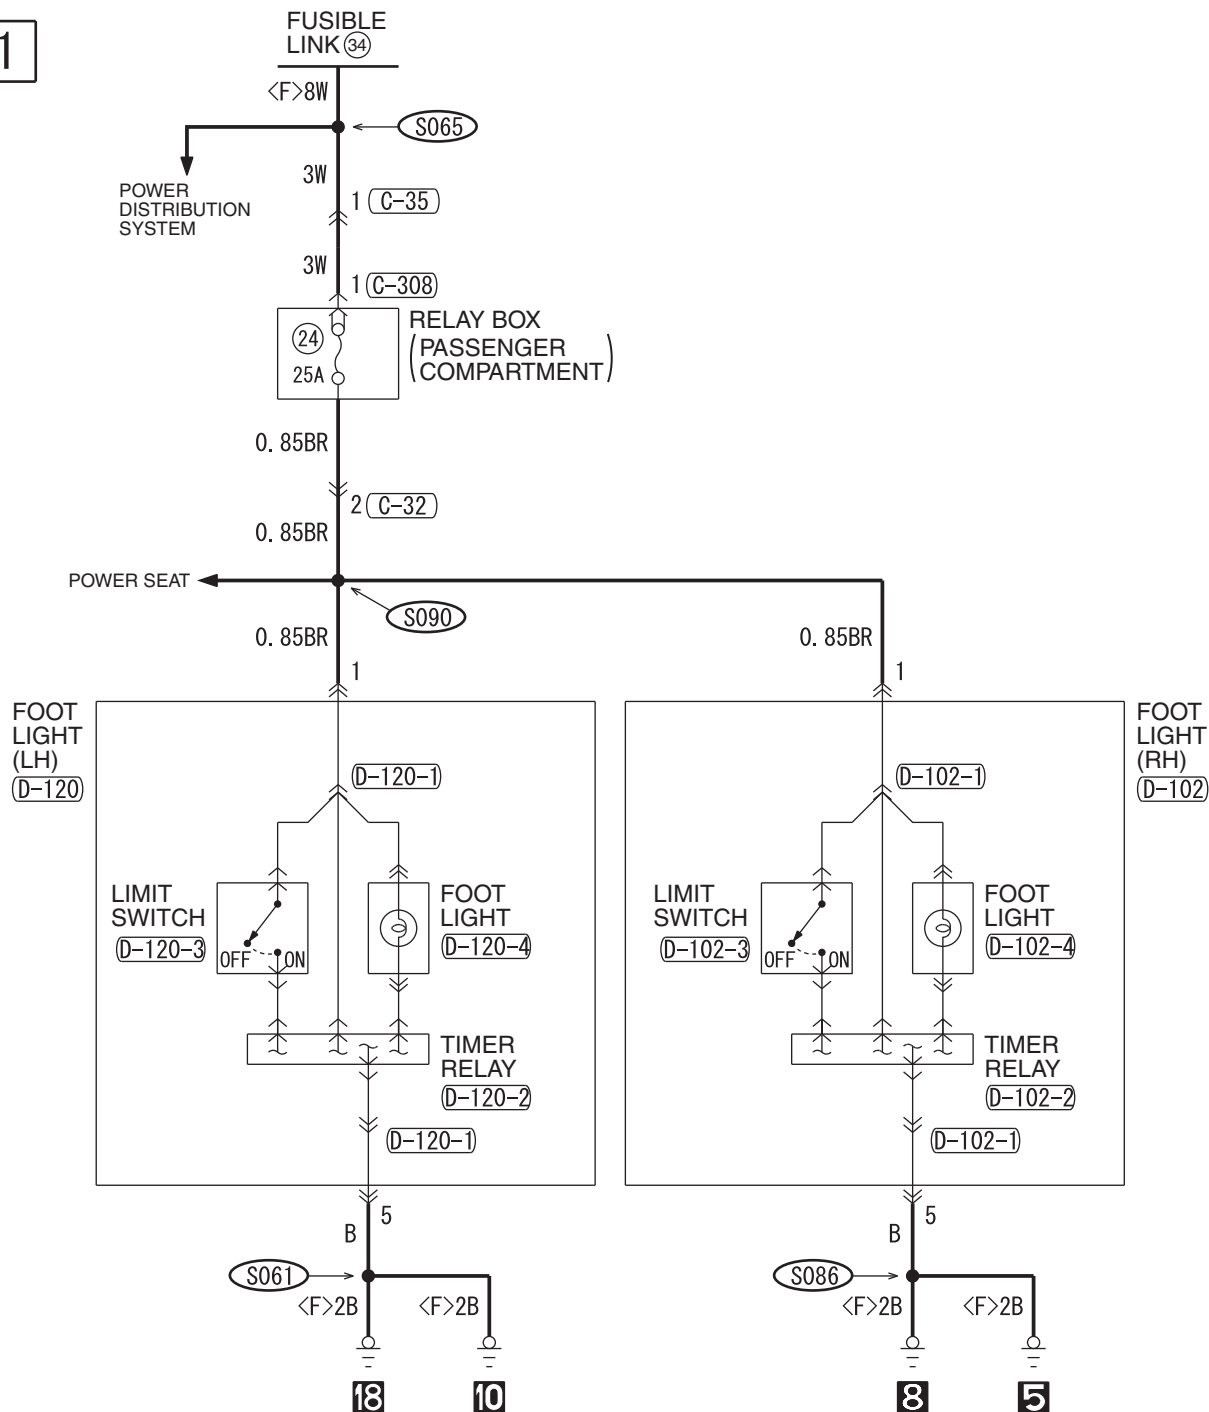 1
FUSIBLE
LINK 34
<F>8W
S065
3W
POWER
DISTRIBUTION
SYSTEM
1 C-35
3W
1 C-308
24
25A
RELAY BOX
(PASSENGER
COMPARTMENT)
0.85BR
2 C-32
0.85BR
POWER SEAT
S090
0.85BR
0.85BR
1
1
FOOT
LIGHT
(LH)
D-120
FOOT
LIGHT
(RH)
D-102
D-120-1
D-102-1
LIMIT
SWITCH
D-120-3
OFF
ON
FOOT
LIGHT
D-120-4
LIMIT
SWITCH
D-102-3
OFF
ON
FOOT
LIGHT
D-102-4
TIMER
RELAY
D-120-2
TIMER
RELAY
D-102-2
D-120-1
D-102-1
5
B
5
B
S061
S086
<F>2B
<F>2B
<F>2B
<F>2B
18
10
8
5